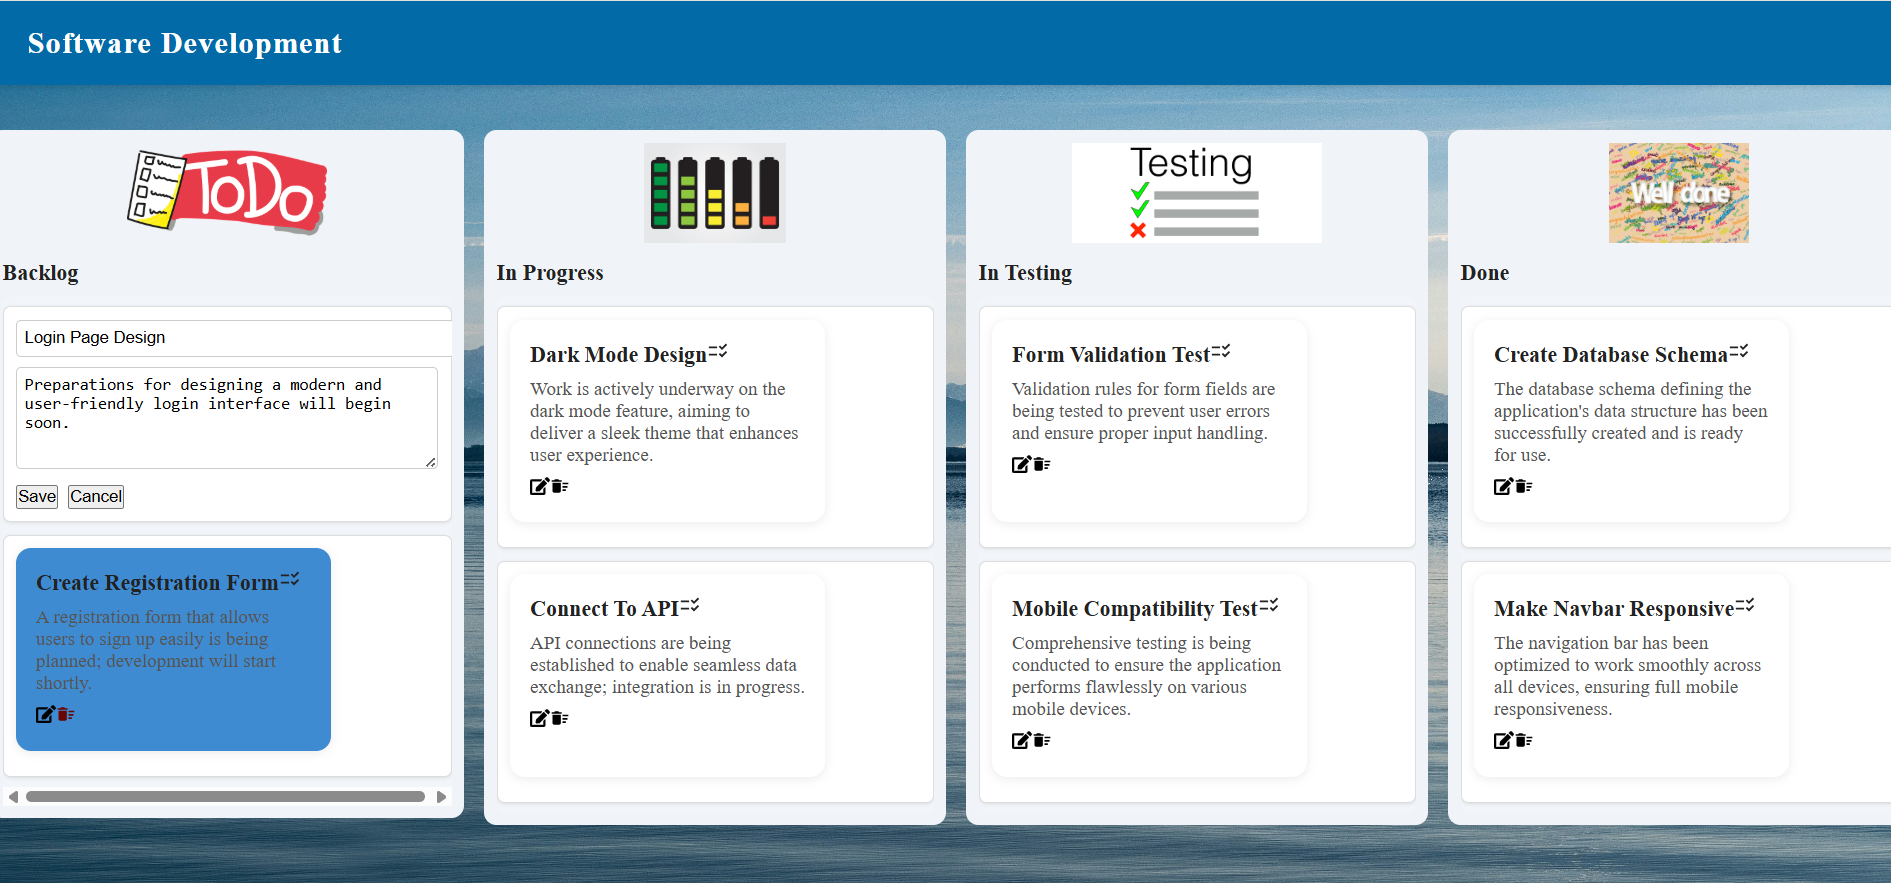 Software Development
ToDo
Backlog
Login Page Design
Preparations for designing a modern and
user-friendly login interface will begin
soon.
Save Cancel
Create Registration Form
A registration form that allows
users to sign up easily is being
planned; development will start
shortly.
In Progress
Dark Mode Design
Work is actively underway on the
dark mode feature, aiming to
deliver a sleek theme that enhances
user experience.
Connect To API
API connections are being
established to enable seamless data
exchange; integration is in progress.
Testing
In Testing
Form Validation Test
Validation rules for form fields are
being tested to prevent user errors
and ensure proper input handling.
Mobile Compatibility Test
Comprehensive testing is being
conducted to ensure the application
performs flawlessly on various
mobile devices.
Well done
Done
Create Database Schema
The database schema defining the
application's data structure has been
successfully created and is ready
for use.
Make Navbar Responsive
The navigation bar has been
optimized to work smoothly across
all devices, ensuring full mobile
responsiveness.